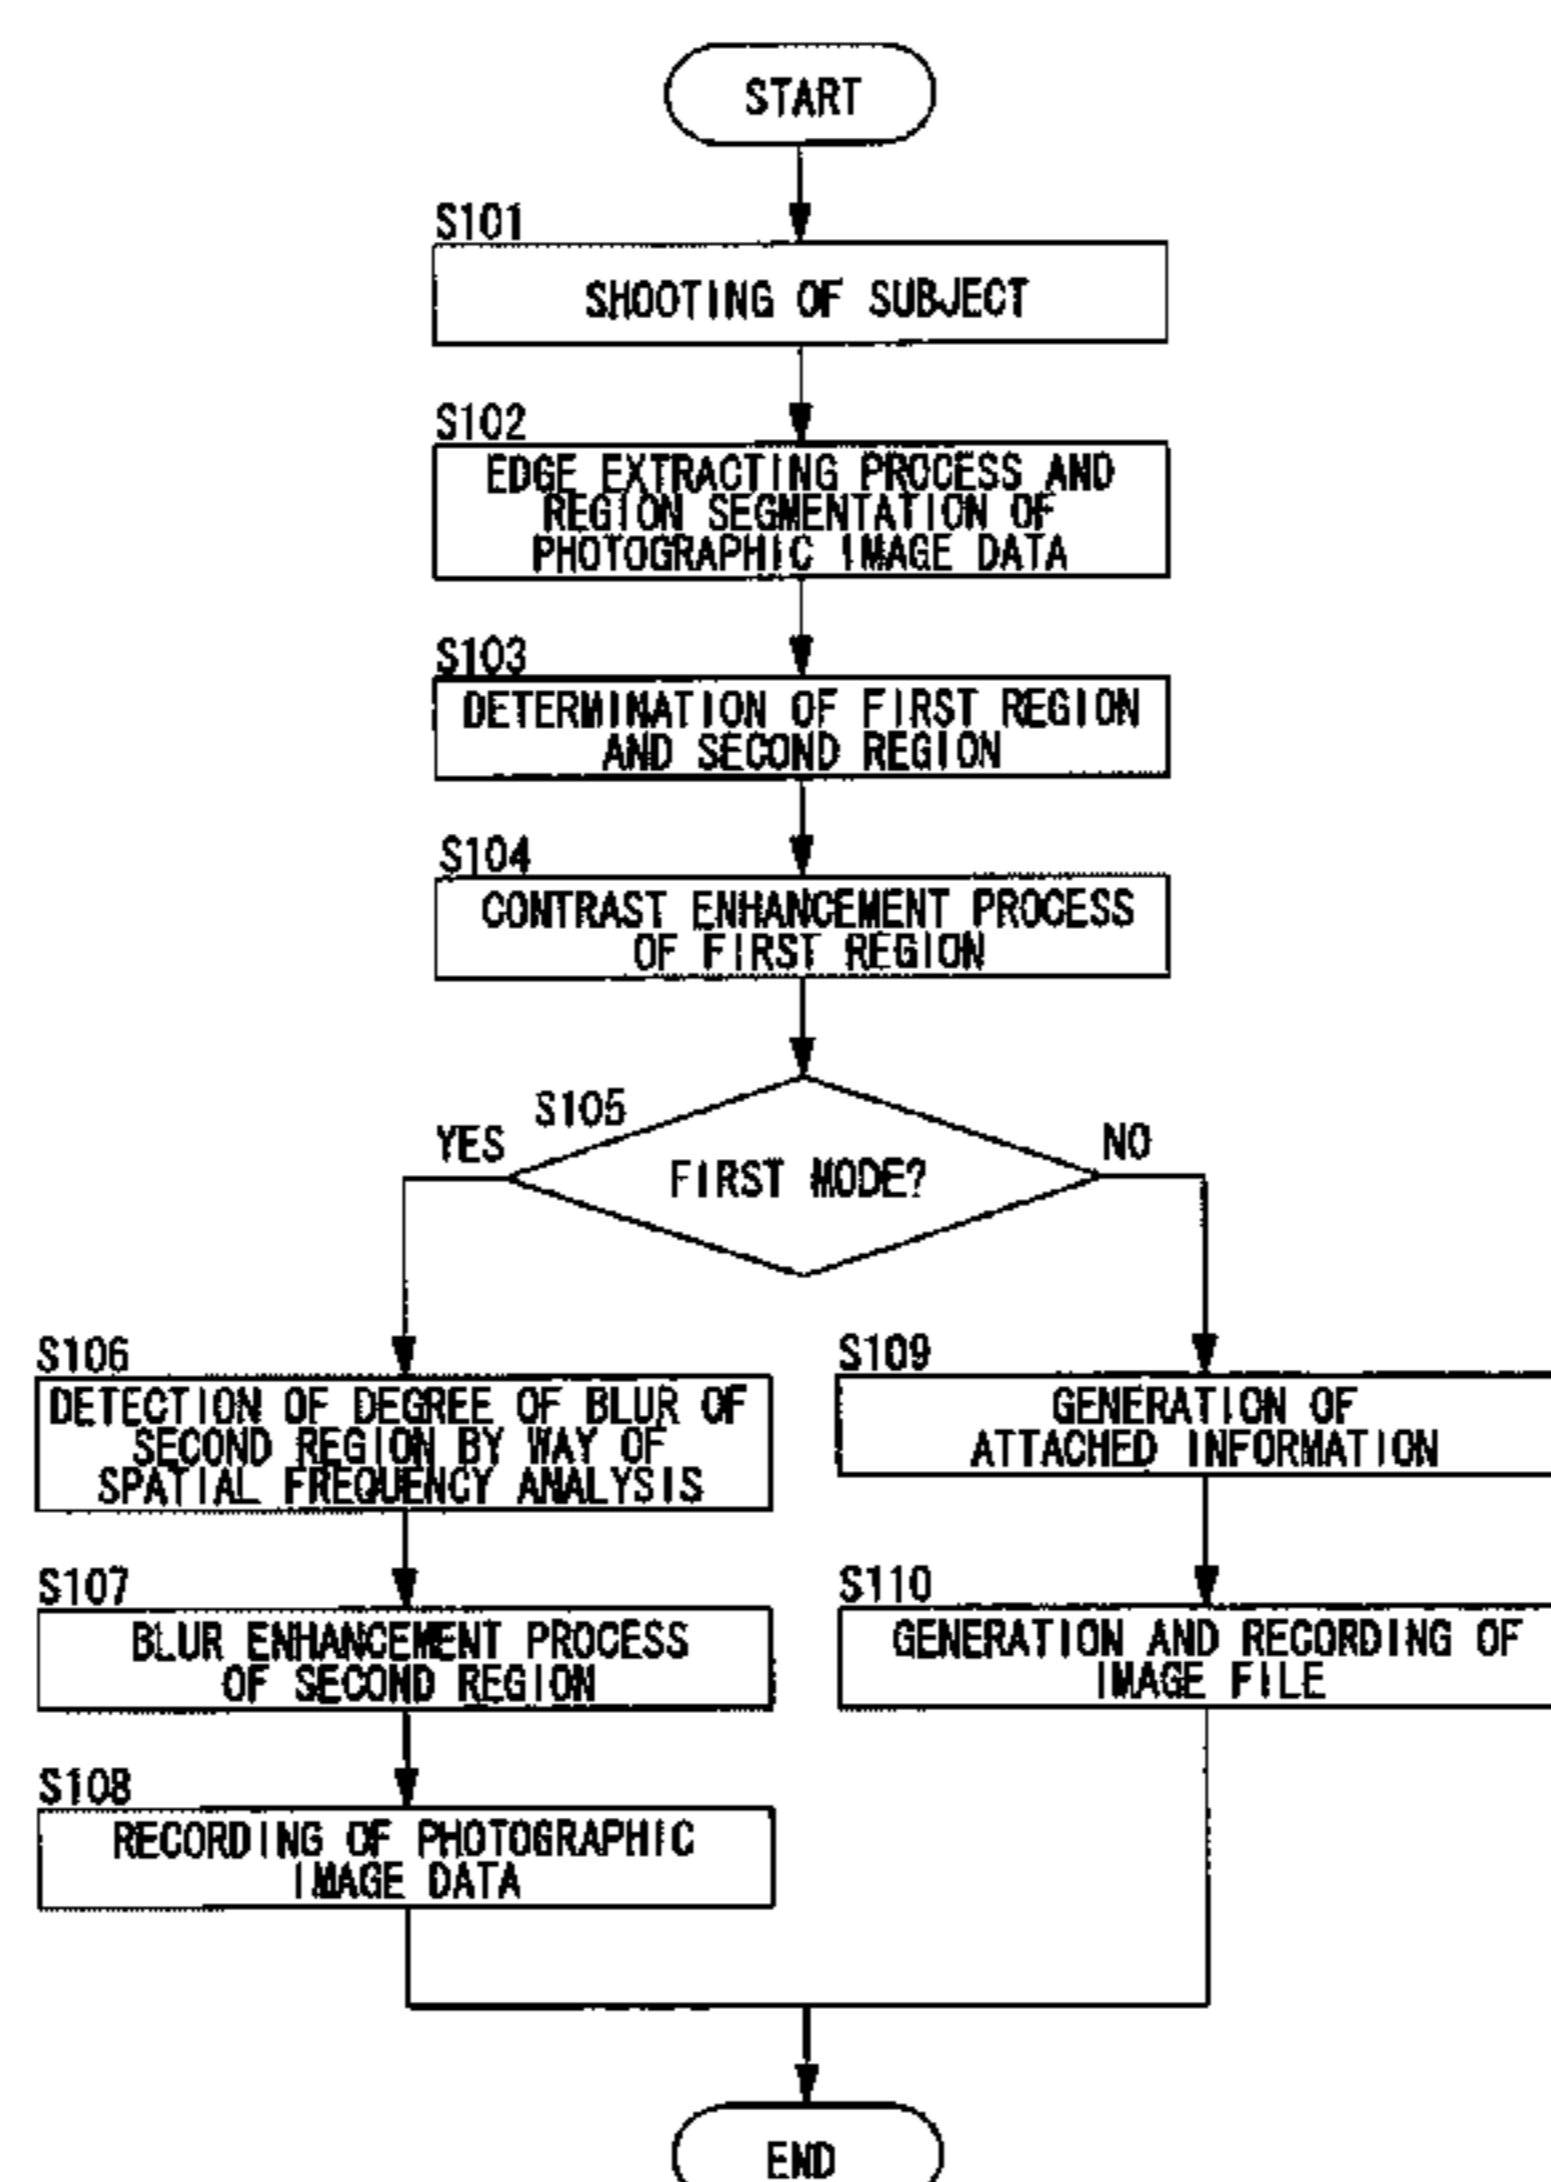 START
S101
SHOOTING OF SUBJECT
S102
EDGE EXTRACTING PROCESS AND
REGION SEGMENTATION OF
PHOTOGRAPHIC IMAGE DATA
S103
DETERMINATION OF FIRST REGION
AND SECOND REGION
S104
CONTRAST ENHANCEMENT PROCESS
OF FIRST REGION
S105
YES
NO
FIRST MODE?
S106
DETECTION OF DEGREE OF BLUR OF
SECOND REGION BY WAY OF
SPATIAL FREQUENCY ANALYSIS
S107
BLUR ENHANCEMENT PROCESS
OF SECOND REGION
S108
RECORDING OF PHOTOGRAPHIC
IMAGE DATA
S109
GENERATION OF
ATTACHED INFORMATION
S110
GENERATION AND RECORDING OF
IMAGE FILE
END